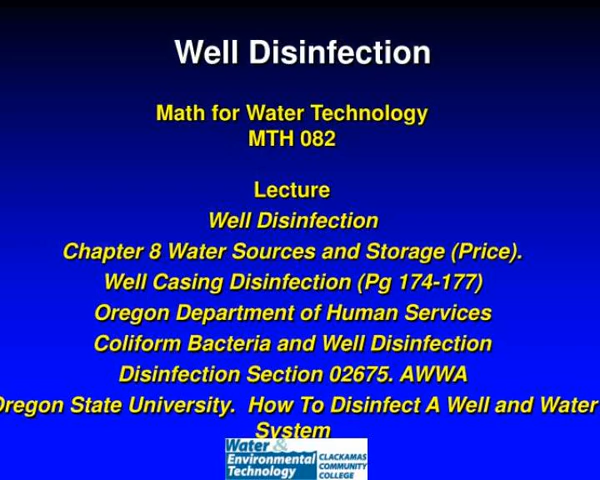 Well Disinfection
Math for Water Technology
MTH 082
Lecture
Well Disinfection
Chapter 8 Water Sources and Storage (Price).
Well Casing Disinfection (Pg 174-177)
Oregon Department of Human Services
Coliform Bacteria and Well Disinfection
Disinfection Section 02675. AWWA
Oregon State University. How To Disinfect A Well and Water
System
Water &
Environmental
Technology
CLACKAMAS
COMMUNITY
COLLEGE